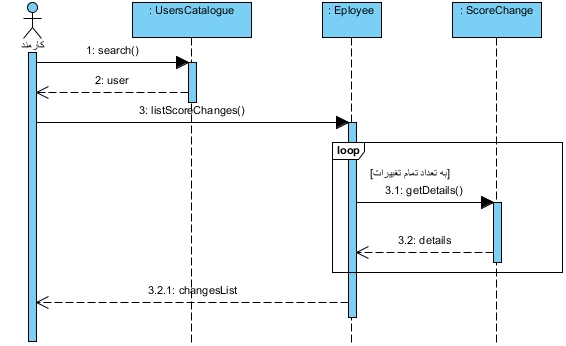 : UsersCatalogue
: Eployee
: ScoreChange
کارمند
1: search()
2: user
3: listScoreChanges()
loop
[به تعداد تمام تغییرات]
3.1: getDetails()
3.2: details
3.2.1: changesList